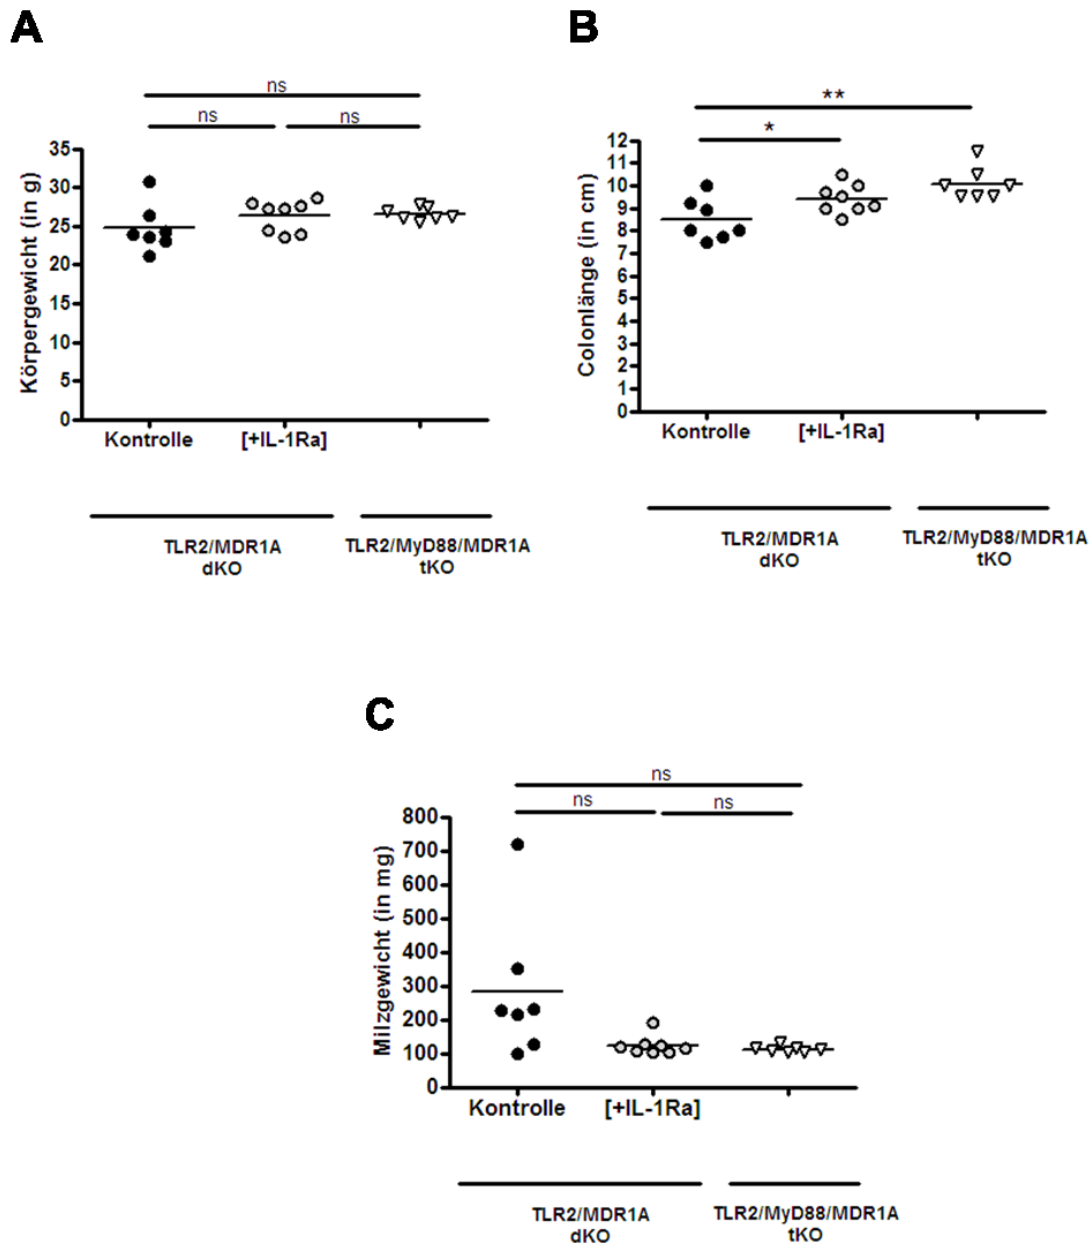 A
ns
ns
ns
Körpergewicht (in g)
35
30
25
20
15
10
5
0
Kontrolle
[+IL-1Ra]
TLR2/MDR1A
dKO
TLR2/MyD88/MDR1A
tKO
B
**
*
Colonlänge (in cm)
12
11
10
9
8
7
6
5
4
3
2
1
0
Kontrolle
[+IL-1Ra]
TLR2/MDR1A
dKO
TLR2/MyD88/MDR1A
tKO
C
ns
ns
ns
Milzgewicht (in mg)
800
700
600
500
400
300
200
100
0
Kontrolle
[+IL-1Ra]
TLR2/MDR1A
dKO
TLR2/MyD88/MDR1A
tKO